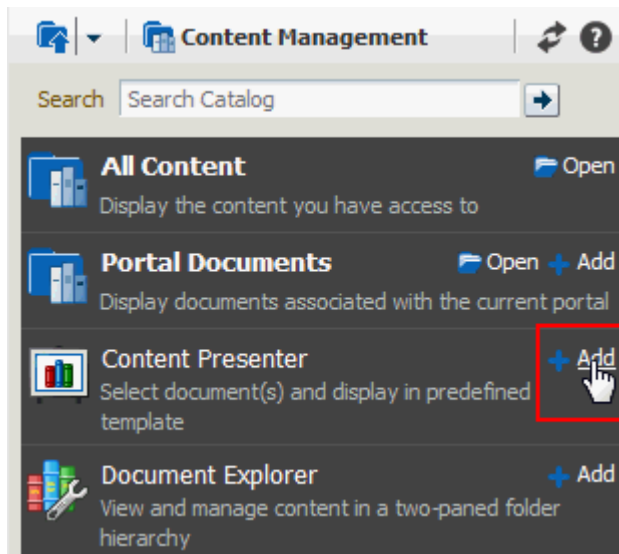 Content Management
Search Search Catalog
All Content Open
Display the content you have access to
Portal Documents Open Add
Display documents associated with the current portal
Content Presenter Add
Select document(s) and display in predefined
template
Document Explorer Add
View and manage content in a two-paned folder
hierarchy